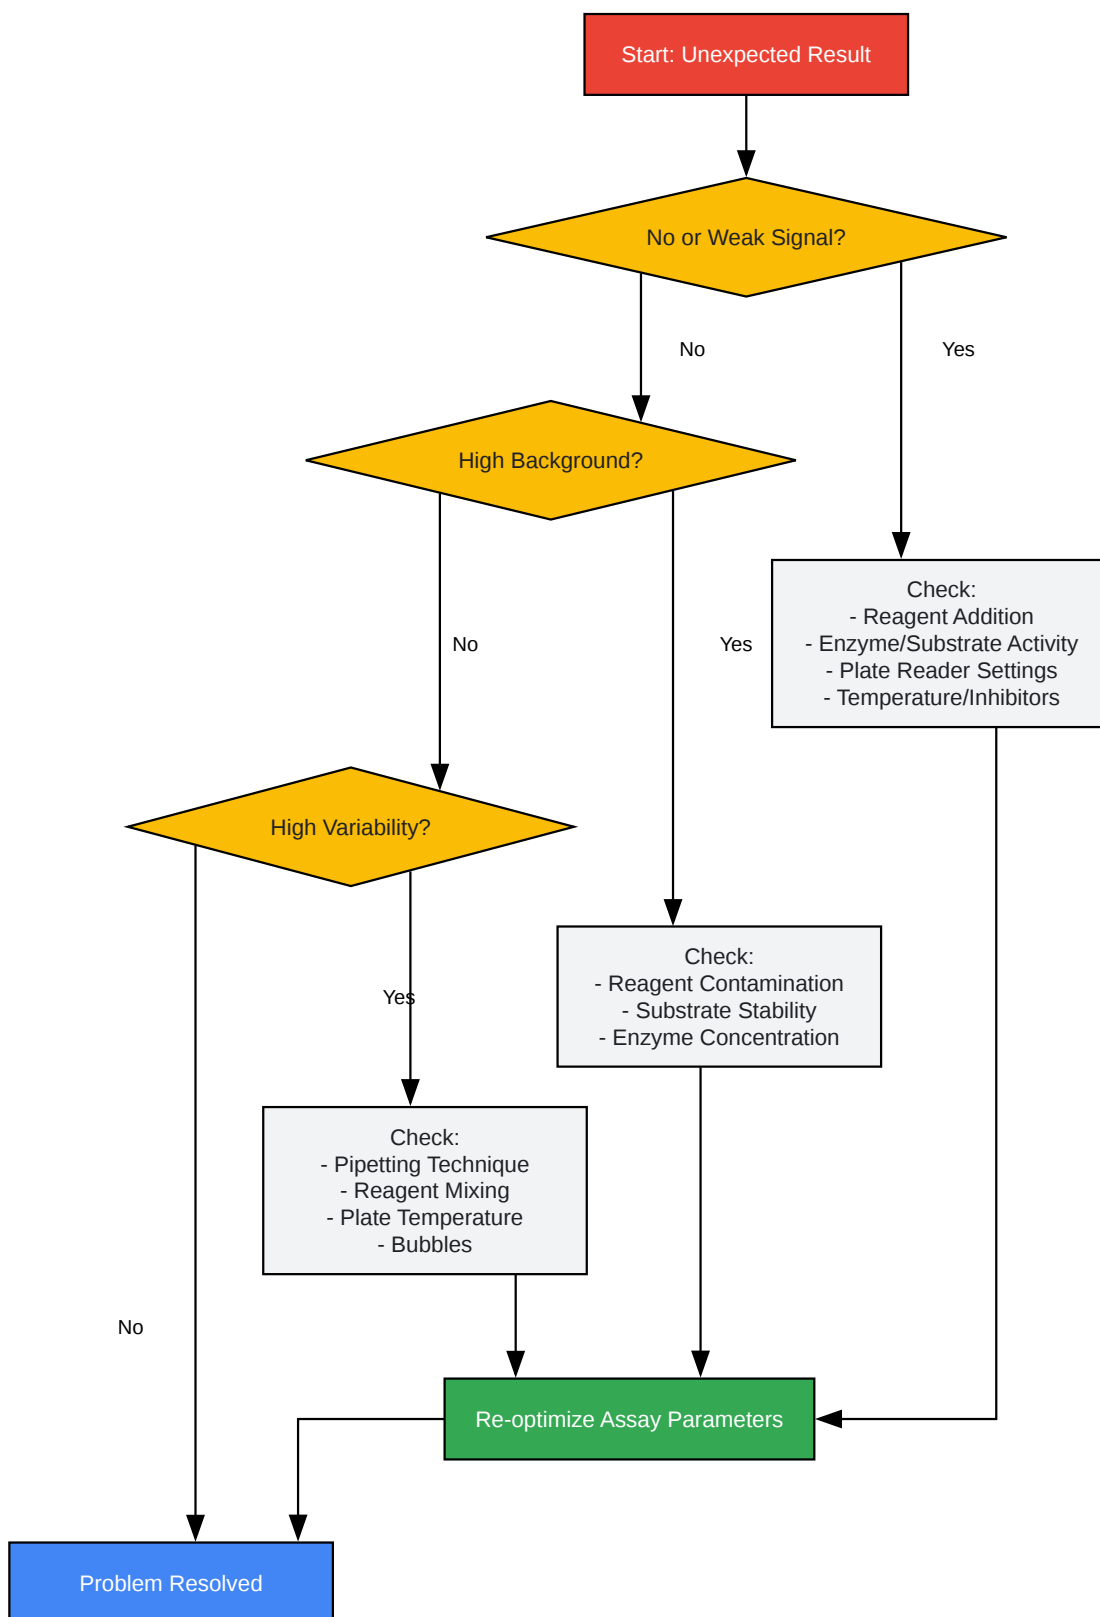 Start: Unexpected Result
No or Weak Signal?
No
Yes
High Background?
No
Yes
Check:
- Reagent Addition
- Enzyme/Substrate Activity
- Plate Reader Settings
- Temperature/Inhibitors
High Variability?
Yes
Check:
- Reagent Contamination
- Substrate Stability
- Enzyme Concentration
Check:
- Pipetting Technique
- Reagent Mixing
- Plate Temperature
- Bubbles
No
Re-optimize Assay Parameters
Problem Resolved